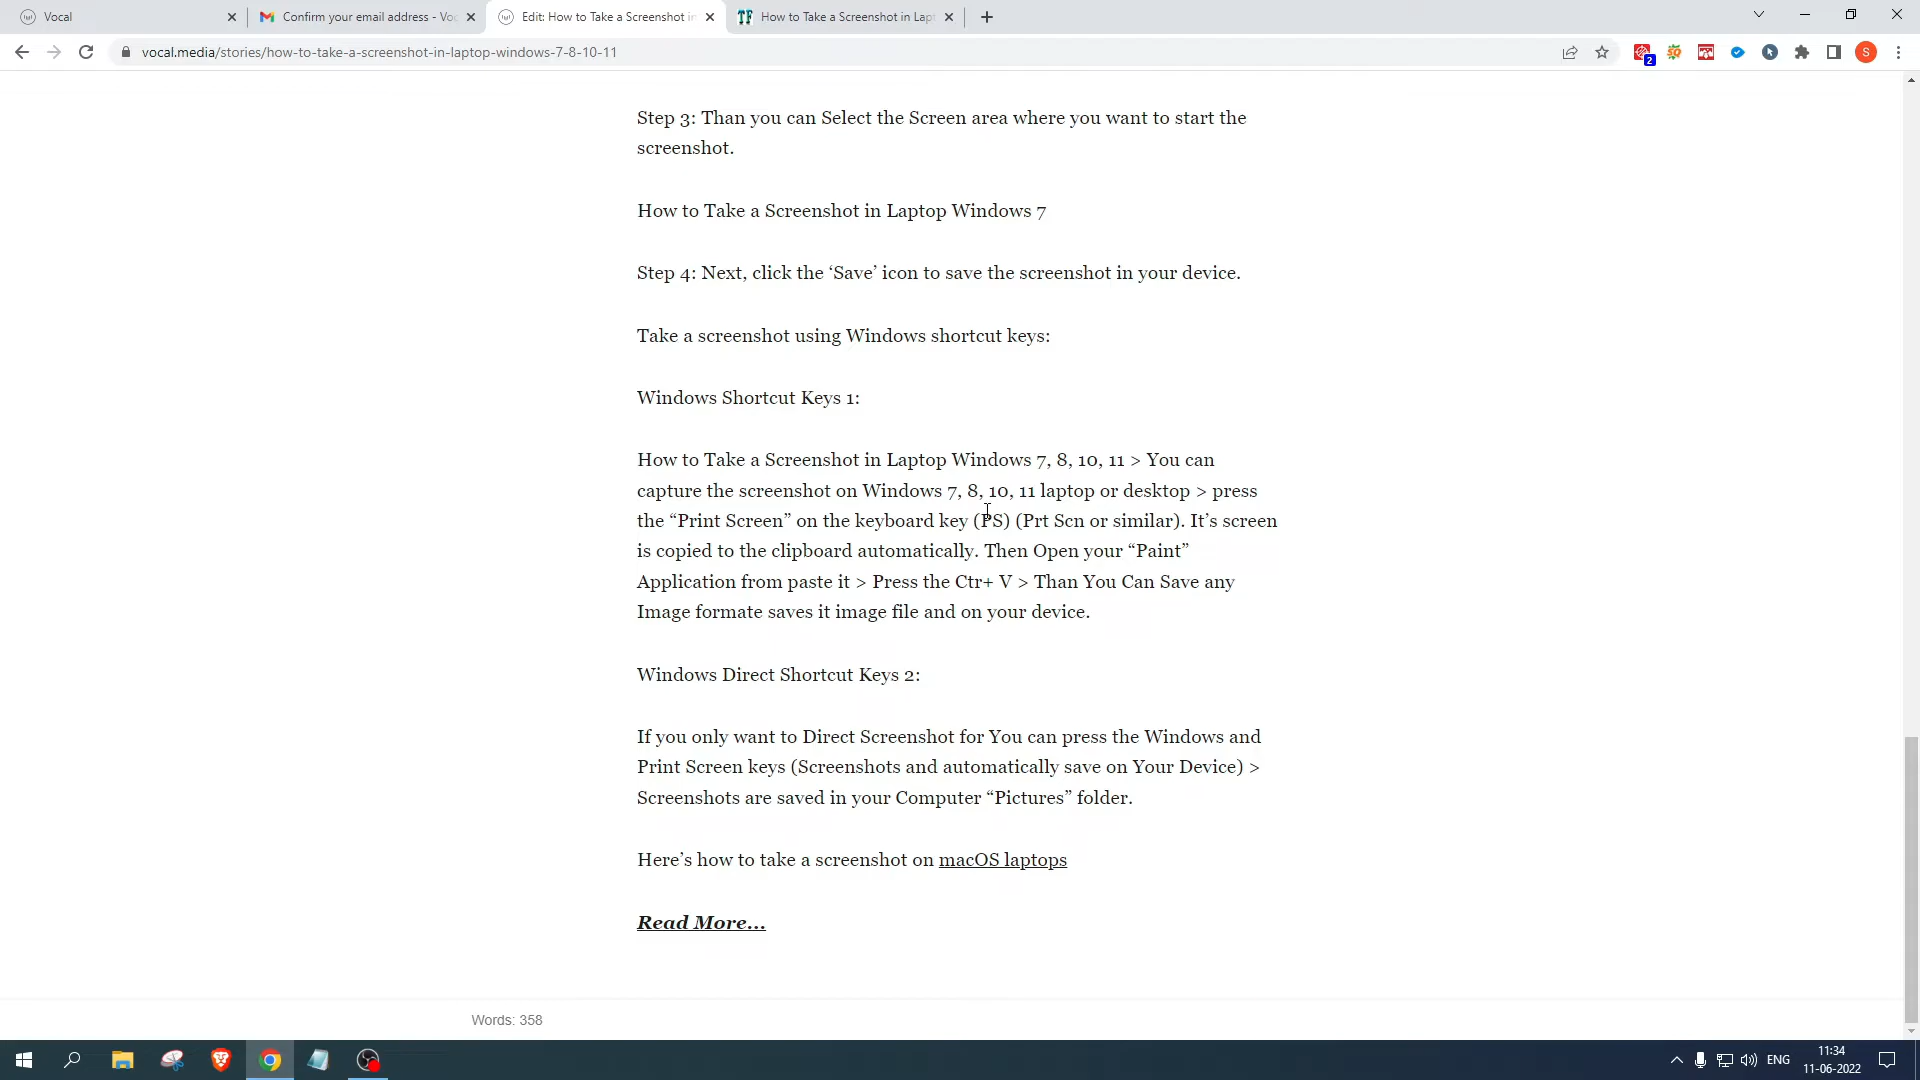 Vocal
Confirm your email address - Voc
Edit: How to Take a Screenshot in
TF How to Take a Screenshot in Lapt
vocal.media/stories/how-to-take-a-screenshot-in-laptop-windows-7-8-10-11
2
S
Step 3: Than you can Select the Screen area where you want to start the
screenshot.
How to Take a Screenshot in Laptop Windows 7
Step 4: Next, click the ‘Save’ icon to save the screenshot in your device.
Take a screenshot using Windows shortcut keys:
Windows Shortcut Keys 1:
How to Take a Screenshot in Laptop Windows 7, 8, 10, 11 > You can
capture the screenshot on Windows 7, 8, 10, 11 laptop or desktop > press
the “Print Screen” on the keyboard key (PS) (Prt Scn or similar). It’s screen
is copied to the clipboard automatically. Then Open your “Paint”
Application from paste it > Press the Ctr+ V > Than You Can Save any
Image formate saves it image file and on your device.
Windows Direct Shortcut Keys 2:
If you only want to Direct Screenshot for You can press the Windows and
Print Screen keys (Screenshots and automatically save on Your Device) >
Screenshots are saved in your Computer “Pictures” folder.
Here’s how to take a screenshot on macOS laptops
Read More...
Words: 358
ENG
11:34
11-06-2022